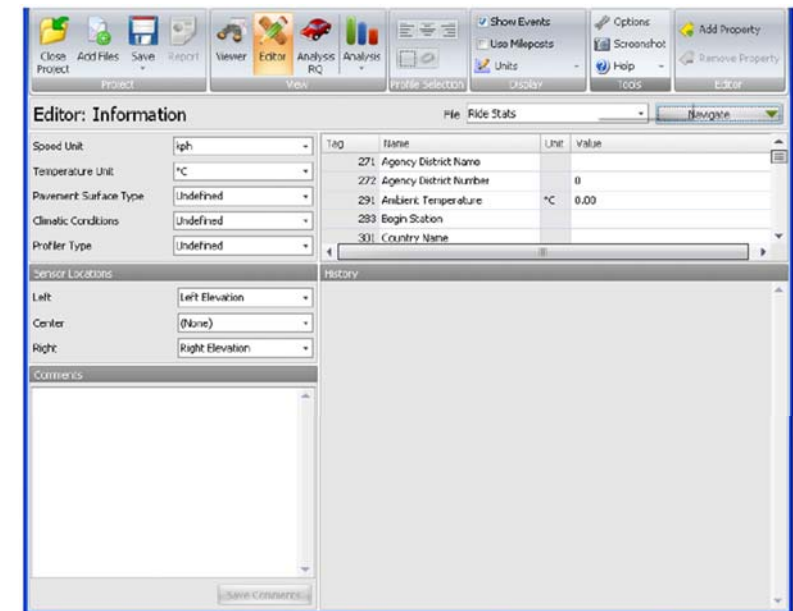 Close Project Add Files Save Report Viewer Editor Analysis RQ Analysis
Show Events
Use Mileposts
Units
Options
Screenshot
Help
Add Property
Remove Property
Project View Profile Selection Display Tools Editor
Editor: Information File Ride Stats Navigate
Speed Unit kph
Temperature Unit °C
Pavement Surface Type Undefined
Climatic Conditions Undefined
Profiler Type Undefined
Tag Name Unit Value
271 Agency District Name
272 Agency District Number 0
291 Ambient Temperature °C 0.00
283 Begin Station
301 Country Name
Sensor Locations
Left Left Elevation
Center (None)
Right Right Elevation
History
Comments
Save Comments